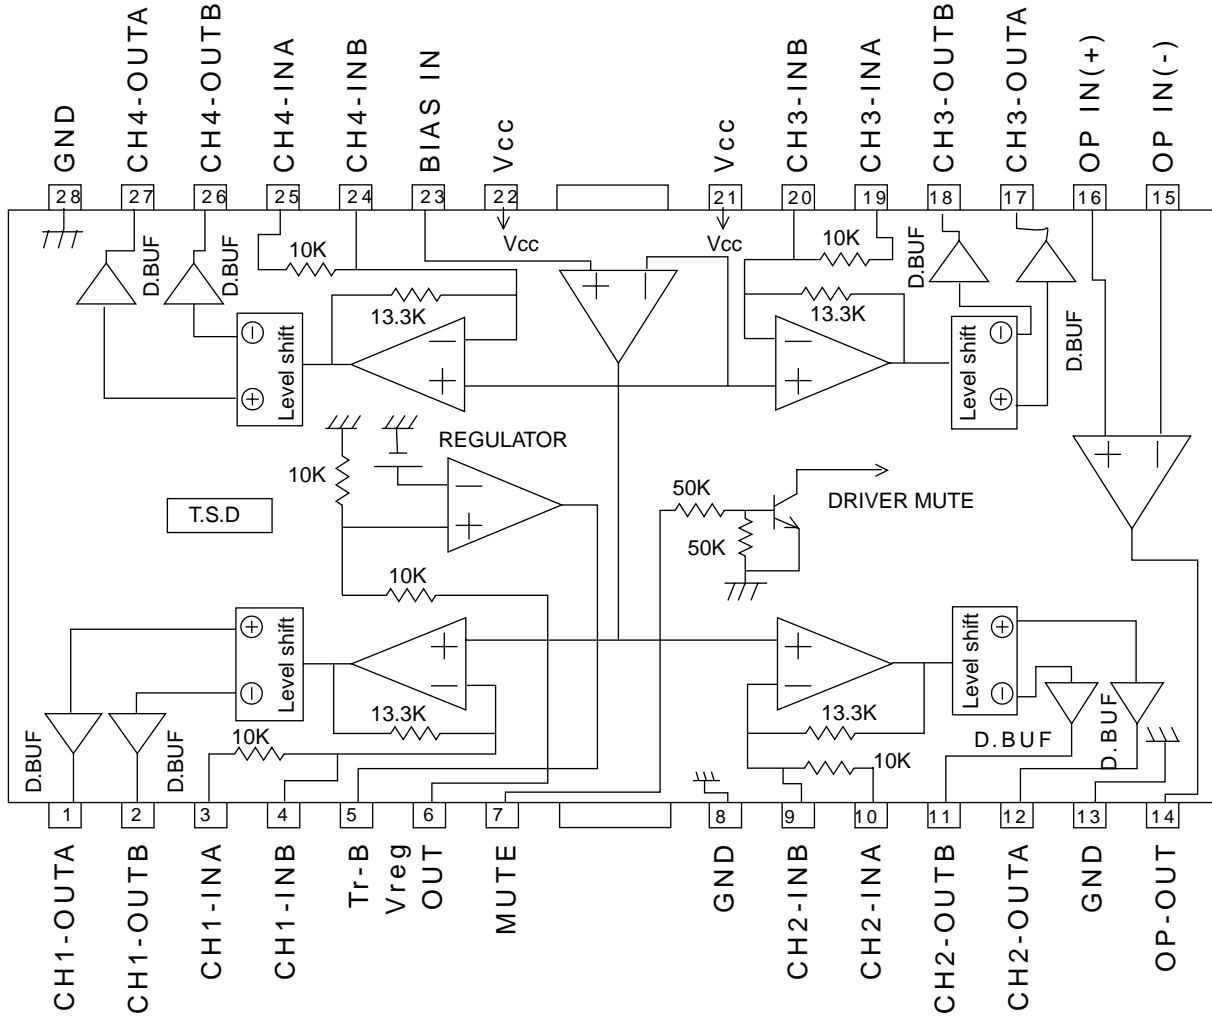 GND
CH4-OUTA
CH4-OUTB
CH4-INA
CH4-INB
BIAS IN
Vcc
Vcc
CH3-INB
CH3-INA
CH3-OUTB
CH3-OUTA
OP IN(+)
OP IN(-)
28
27
26
25
24
23
22
21
20
19
18
17
16
15
D.BUF
D.BUF
10K
Vcc
Vcc
10K
D.BUF
13.3K
+
−
13.3K
D.BUF
− + Level shift
−
+
−
+
− + Level shift
REGULATOR
10K
−
+
+
−
50K
DRIVER MUTE
T.S.D
50K
10K
+ − Level shift
+
−
+
−
+ − Level shift
13.3K
13.3K
D.BUF
D.BUF
10K
10K
D.BUF
D.BUF
1
2
3
4
5
6
7
8
9
10
11
12
13
14
CH1-OUTA
CH1-OUTB
CH1-INA
CH1-INB
Tr-B
Vreg
OUT
MUTE
GND
CH2-INB
CH2-INA
CH2-OUTB
CH2-OUTA
GND
OP-OUT